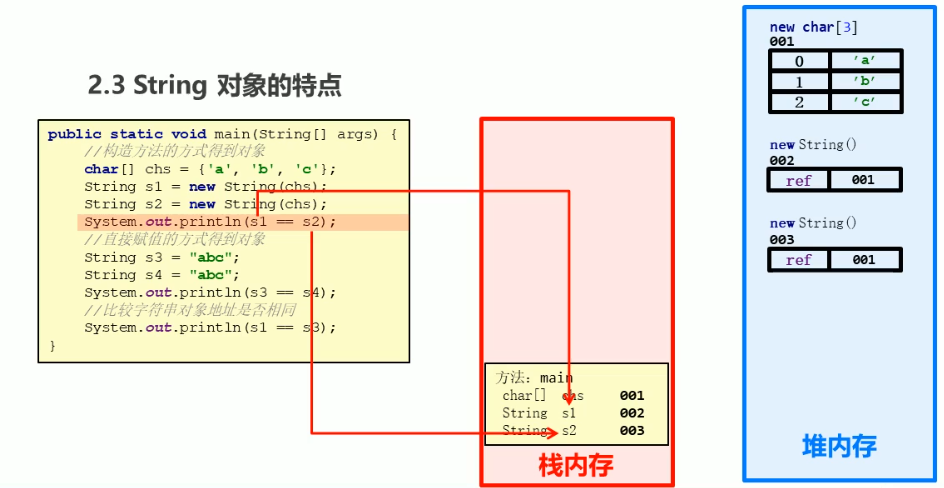 2.3 String 对象的特点
public static void main(String[] args) {
//构造方法的方式得到对象
char[] chs = {'a', 'b', 'c'};
String s1 = new String(chs);
String s2 = new String(chs);
System.out.println(s1 == s2);
//直接赋值的方式得到对象
String s3 = "abc";
String s4 = "abc";
System.out.println(s3 == s4);
//比较字符串对象地址是否相同
System.out.println(s1 == s3);
}
方法: main
char[] chs 001
String s1 002
String s2 003
栈内存
new char[3]
001
0 'a'
1 'b'
2 'c'
new String()
002
ref 001
new String()
003
ref 001
堆内存